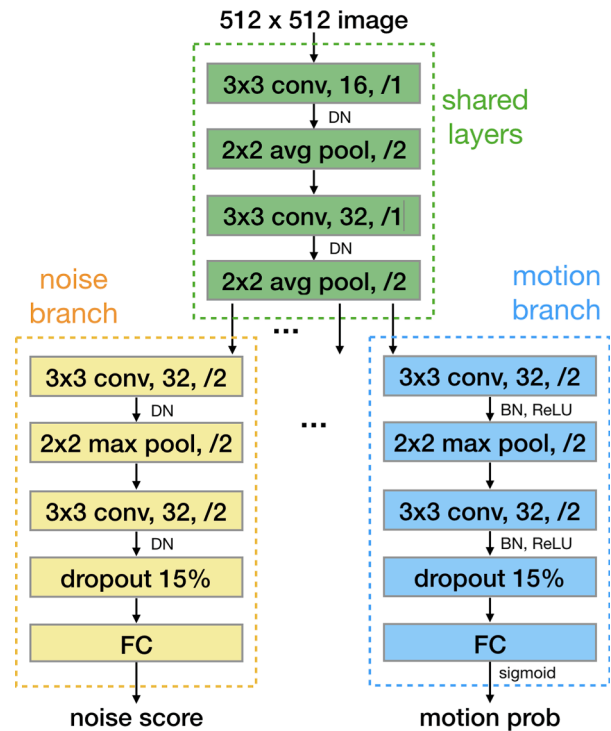 512 x 512 image
3x3 conv, 16, /1
DN
2x2 avg pool, /2
3x3 conv, 32, /1
DN
2x2 avg pool, /2
shared
layers
noise
branch
motion
branch
...
...
3x3 conv, 32, /2
DN
2x2 max pool, /2
3x3 conv, 32, /2
DN
dropout 15%
FC
noise score
3x3 conv, 32, /2
BN, ReLU
2x2 max pool, /2
3x3 conv, 32, /2
BN, ReLU
dropout 15%
FC
sigmoid
motion prob